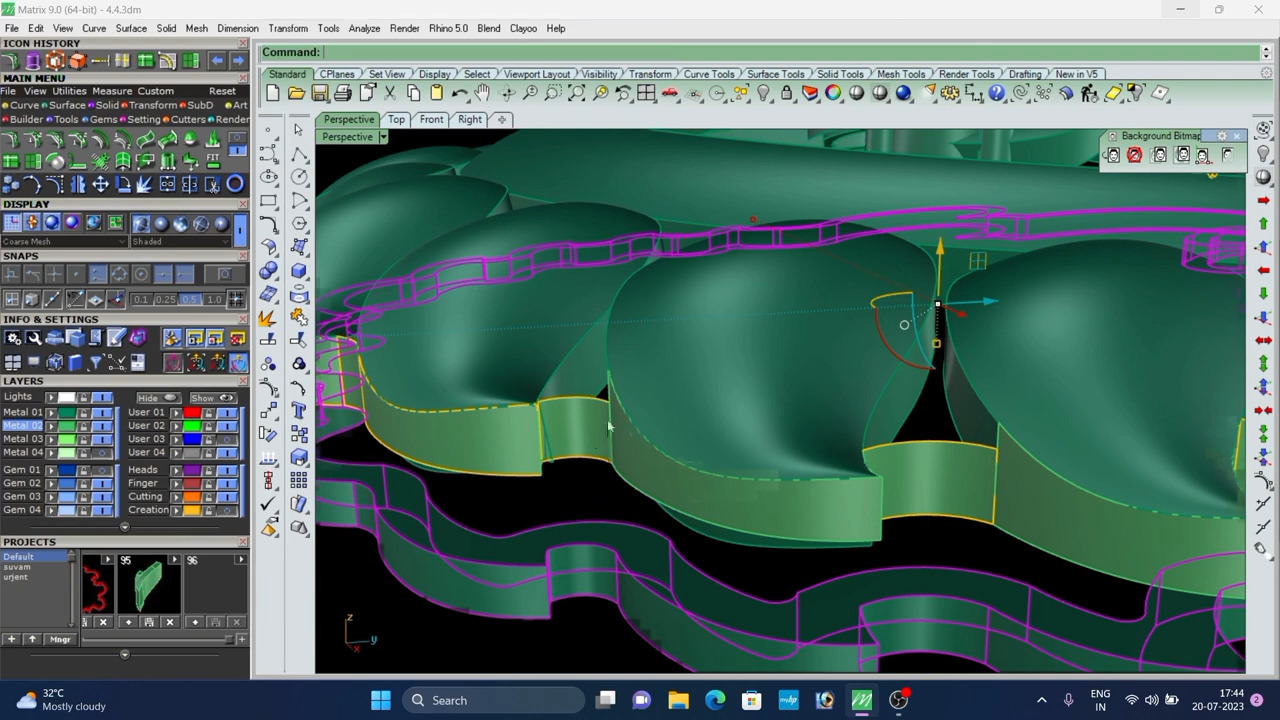 Matrix 9.0 (64-bit) - 4.4.3dm
File Edit View Curve Surface Solid Mesh Dimension Transform Tools Analyze Render Rhino 5.0 Blend Clayoo Help
ICON HISTORY
Command:
MAIN MENU
View Utilities Measure Custom Reset
Curve Surface Solid Transform SubD Art
Builder Tools Gems Setting Cutters Render
Standard CPlanes Set View Display Select Viewport Layout Visibility Transform Curve Tools Surface Tools Solid Tools Mesh Tools Render Tools Drafting New in V5
Perspective Top Front Right
Perspective
Background Bitmap
FIT
DISPLAY
Coarse Mesh Shaded
SNAPS
0.1 0.25 0.5 1.0
INFO & SETTINGS
LAYERS
Lights Hide Show
Metal 01 User 01
Metal 02 User 02
Metal 03 User 03
Metal 04 User 04
Gem 01 Heads
Gem 02 Finger
Gem 03 Cutting
Gem 04 Creation
PROJECTS
Default
suvam
urjent
95 96
Mngr
z
y
x
32°C
Mostly cloudy
Search
ENG
IN
17:44
20-07-2023
2